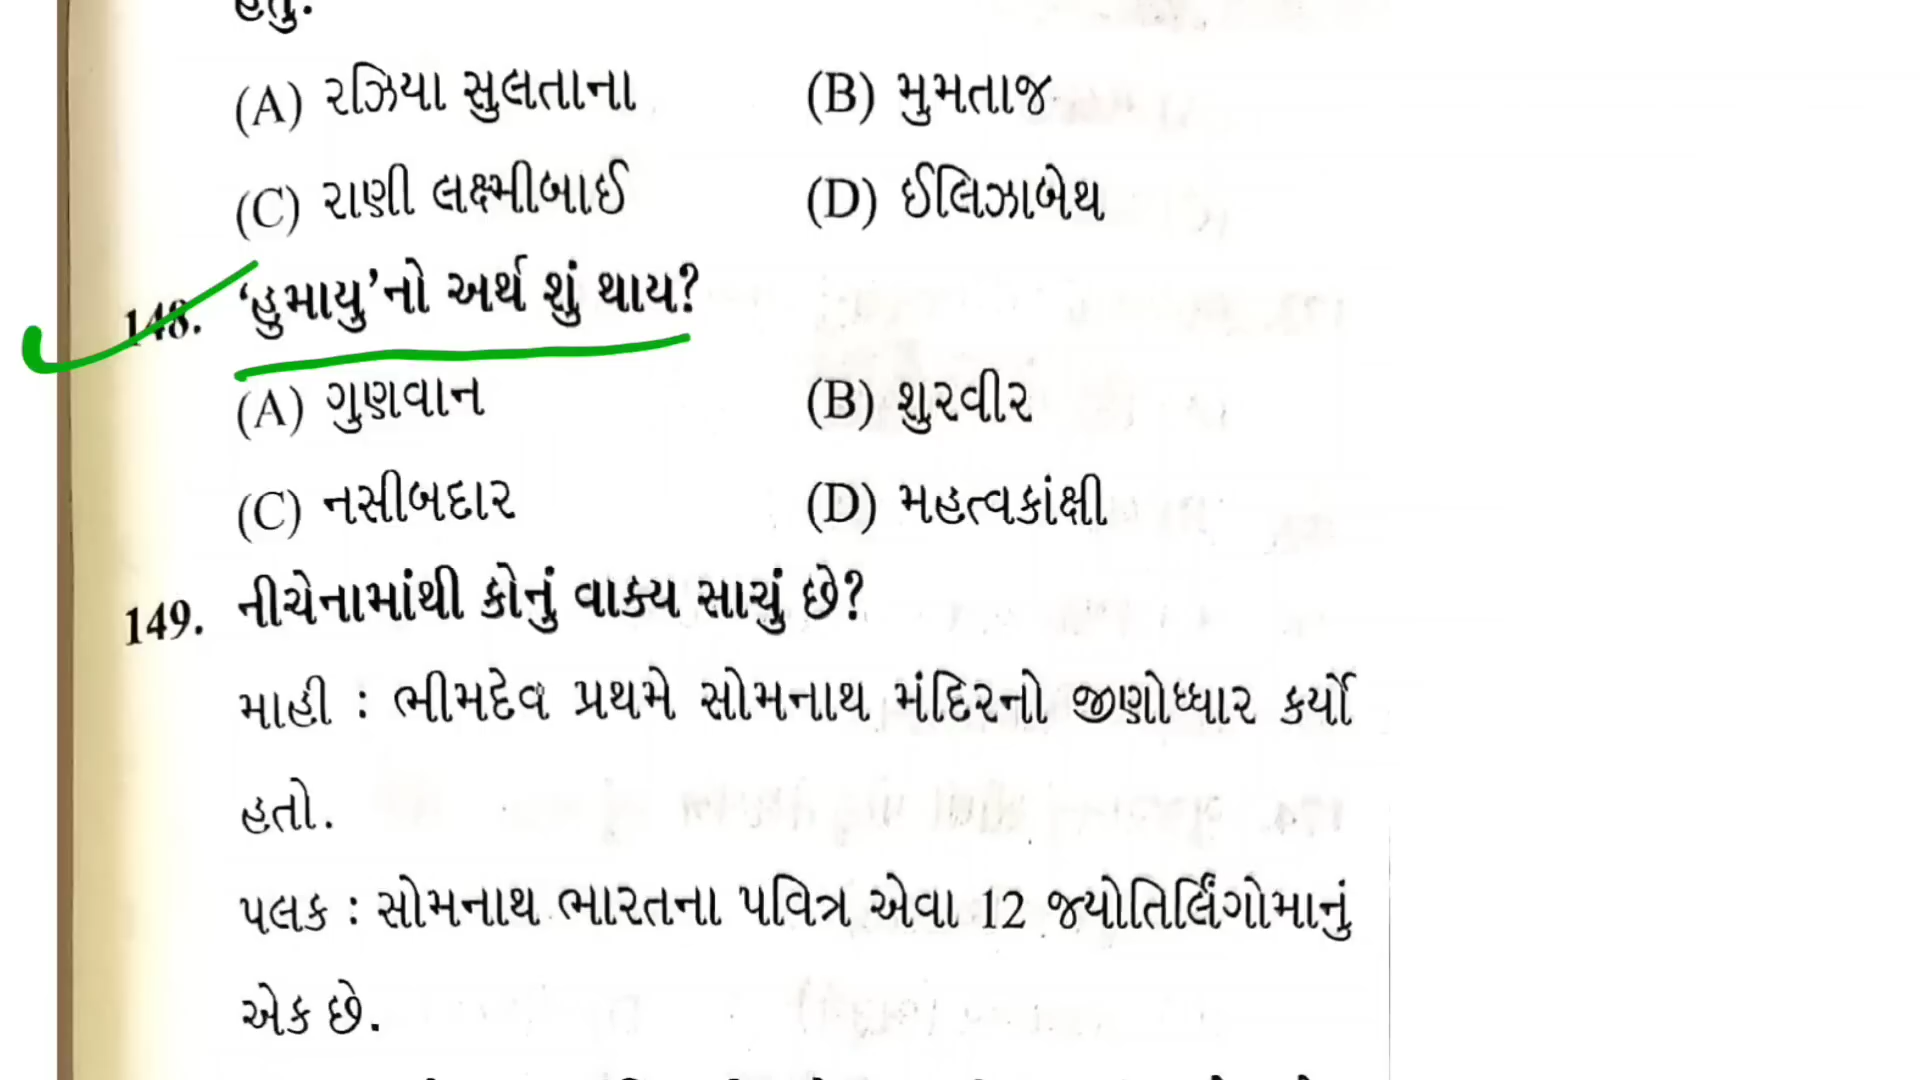 હતું.
(A) રઝિયા સુલતાના (B) મુમતાજ
(C) રાણી લક્ષ્મીબાઈ (D) ઈલિઝાબેથ
148. ‘હુમાયુ’નો અર્થ શું થાય?
(A) ગુણવાન (B) શુરવીર
(C) નસીબદાર (D) મહત્વકાંક્ષી
149. નીચેનામાંથી કોનું વાક્ય સાચું છે?
માહી : ભીમદેવ પ્રથમે સોમનાથ મંદિરનો જીણોધ્ધાર કર્યો
હતો.
પલક : સોમનાથ ભારતના પવિત્ર એવા 12 જ્યોતિર્લિંગોમાનું
એક છે.